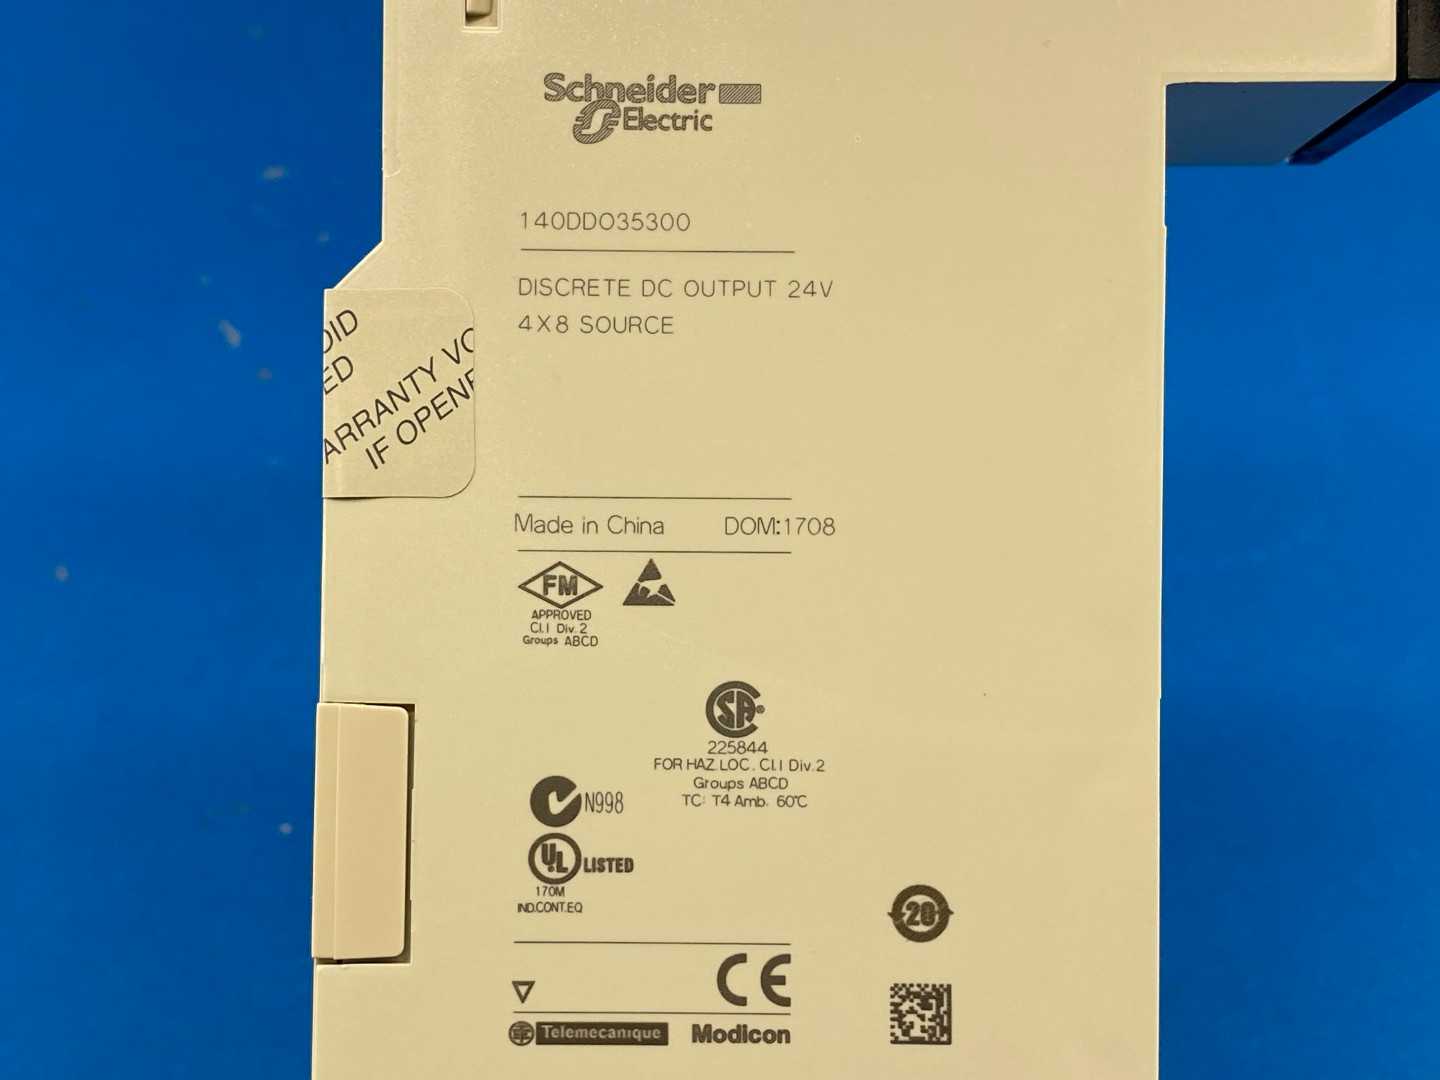 Schneider
Electric
140DDO35300
DISCRETE DC OUTPUT 24V
4X8 SOURCE
OID
ED
ARRANTY VO
IF OPENE
Made in China DOM:1708
FM
APPROVED
Cl.I Div.2
Groups ABCD
SA
225844
FOR HAZ. LOC. Cl.I Div.2
Groups ABCD
TC: T4 Amb. 60℃
N998
UL LISTED
170M
IND.CONT.EQ
20
CE
Telemecanique Modicon